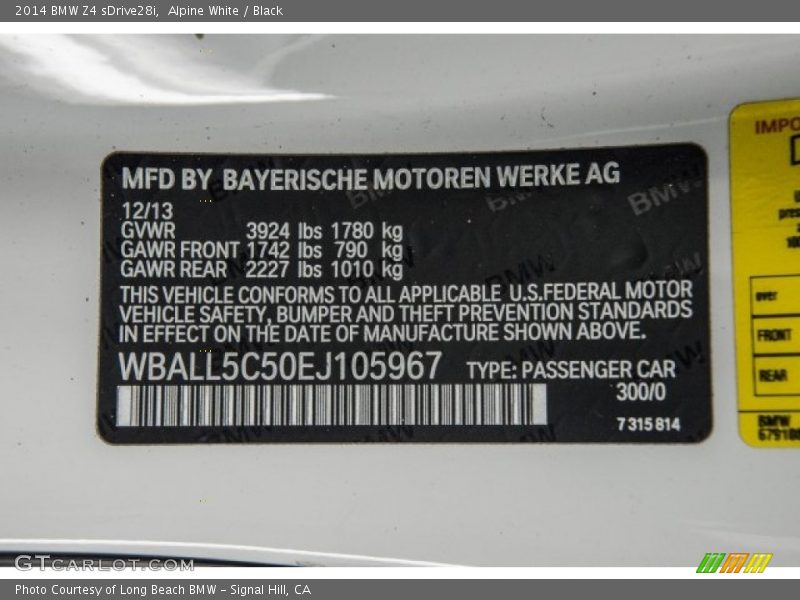 2014 BMW Z4 sDrive28i,  Alpine White / Black
MFD BY BAYERISCHE MOTOREN WERKE AG
12/13
GVWR 3924 lbs 1780 kg
GAWR FRONT 1742 lbs 790 kg
GAWR REAR 2227 lbs 1010 kg
THIS VEHICLE CONFORMS TO ALL APPLICABLE U.S.FEDERAL MOTOR
VEHICLE SAFETY, BUMPER AND THEFT PREVENTION STANDARDS
IN EFFECT ON THE DATE OF MANUFACTURE SHOWN ABOVE.
WBALL5C50EJ105967 TYPE: PASSENGER CAR
300/0
7 315 814
BMW
FRONT
REAR
BMW
GTCARLOT.COM
Photo Courtesy of Long Beach BMW - Signal Hill, CA